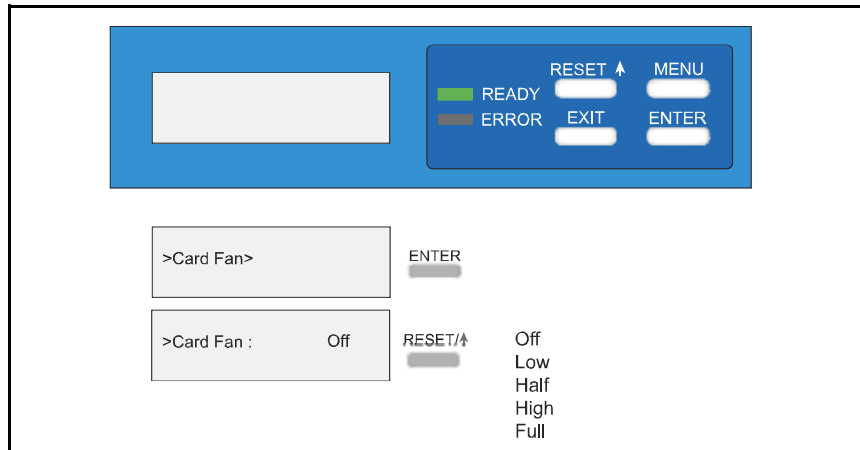 RESET MENU
READY
ERROR EXIT ENTER
>Card Fan> ENTER
>Card Fan : Off RESET/↑ Off
Low
Half
High
Full